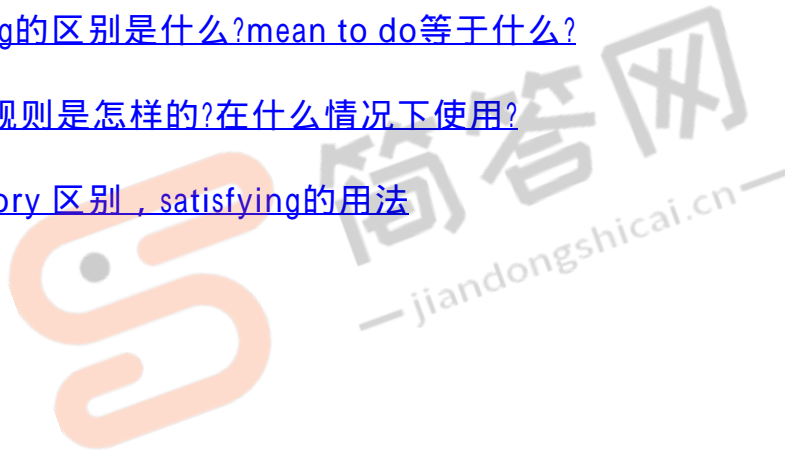 g的区别是什么?mean to do等于什么?
规则是怎样的?在什么情况下使用?
ory 区别，satisfying的用法
简答网
jiandongshicai.cn